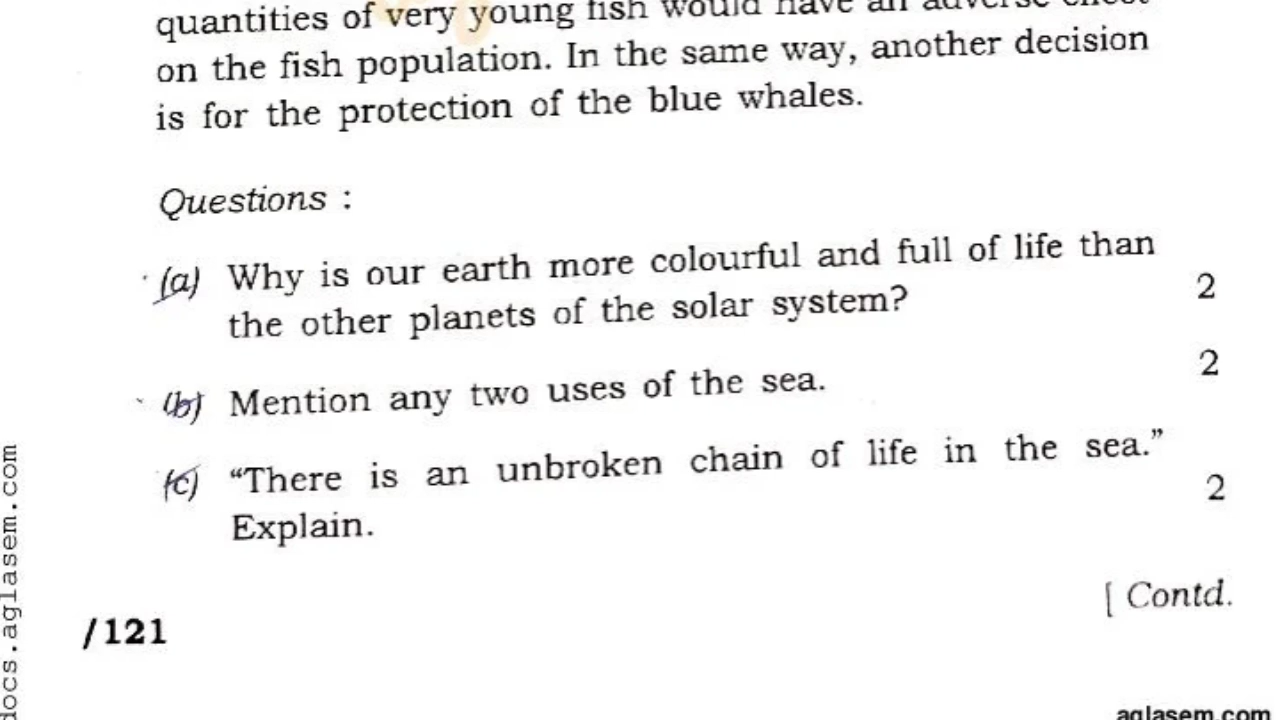 quantities of very young fish would have an adverse effect
on the fish population. In the same way, another decision
is for the protection of the blue whales.
Questions :
(a) Why is our earth more colourful and full of life than
the other planets of the solar system? 2
(b) Mention any two uses of the sea. 2
(c) “There is an unbroken chain of life in the sea.”
Explain. 2
[ Contd.
/121
docs.aglasem.com
aglasem.com